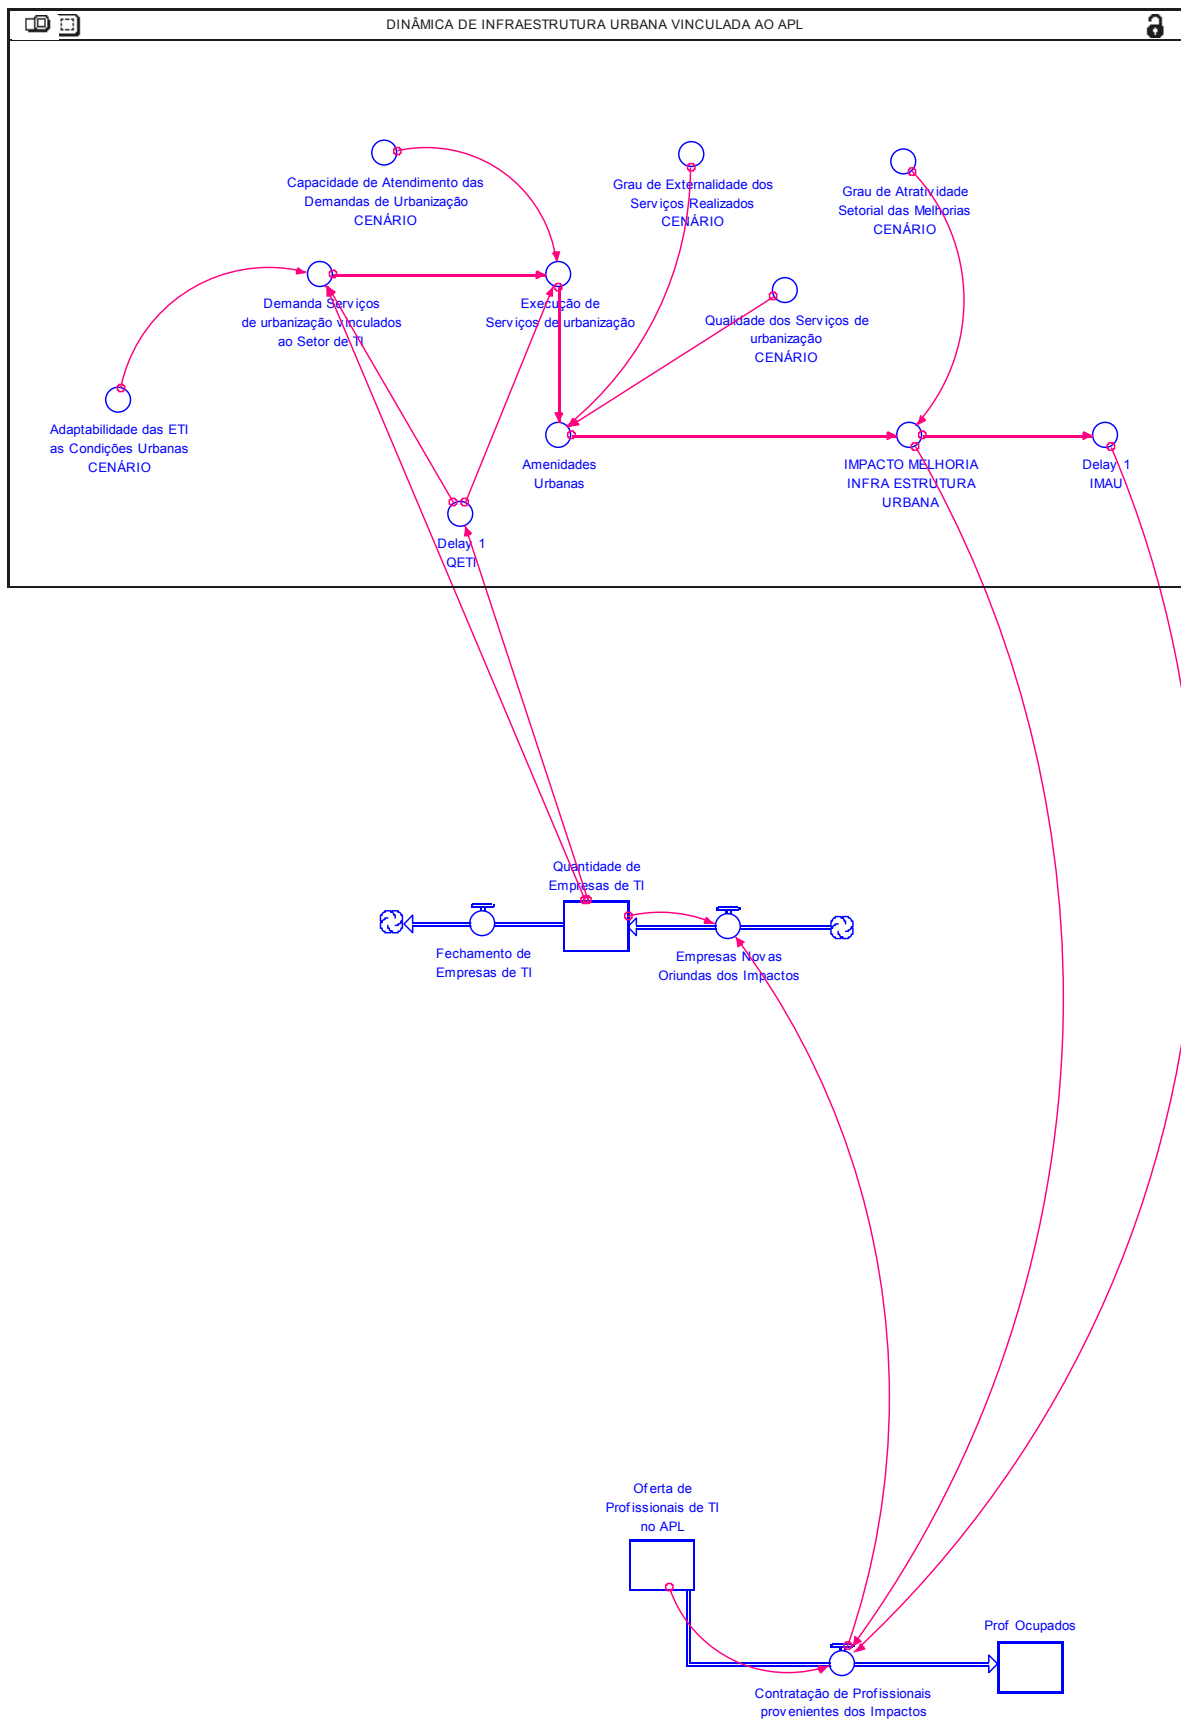 DINÂMICA DE INFRAESTRUTURA URBANA VINCULADA AO APL
Capacidade de Atendimento das
Demandas de Urbanização
CENÁRIO
Grau de Externalidade dos
Serviços Realizados
CENÁRIO
Grau de Atratividade
Setorial das Melhorias
CENÁRIO
Demanda Serviços
de urbanização vinculados
ao Setor de TI
Execução de
Serviços de urbanização
Qualidade dos Serviços de
urbanização
CENÁRIO
Adaptabilidade das ETI
as Condições Urbanas
CENÁRIO
Amenidades
Urbanas
IMPACTO MELHORIA
INFRA ESTRUTURA
URBANA
Delay 1
IMAU
Delay 1
QETI
Quantidade de
Empresas de TI
Fechamento de
Empresas de TI
Empresas Novas
Oriundas dos Impactos
Oferta de
Profissionais de TI
no APL
Prof Ocupados
Contratação de Profissionais
provenientes dos Impactos